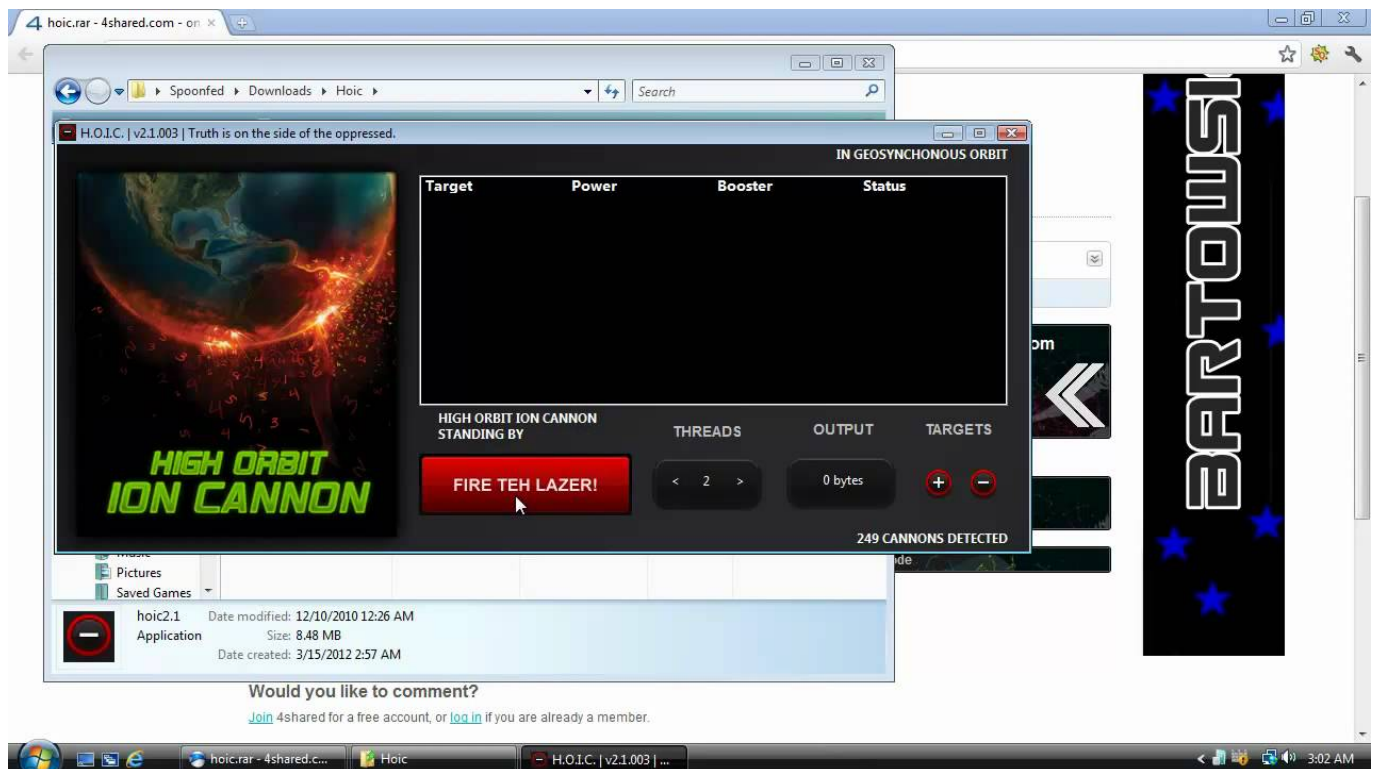 hoic.rar - 4shared.com - on
Spoonfed Downloads Hoic
Search
H.O.I.C. | v2.1.003 | Truth is on the side of the oppressed.
IN GEOSYNCHONOUS ORBIT
Target Power Booster Status
HIGH ORBIT
ION CANNON
HIGH ORBIT ION CANNON
STANDING BY
THREADS OUTPUT TARGETS
FIRE TEH LAZER!
< 2 >
0 bytes
+ −
249 CANNONS DETECTED
om
BARTOWSKI
Music
Pictures
Saved Games
hoic2.1 Date modified: 12/10/2010 12:26 AM
Application Size: 8.48 MB
Date created: 3/15/2012 2:57 AM
Would you like to comment?
Join 4shared for a free account, or log in if you are already a member.
hoic.rar - 4shared.c... Hoic H.O.I.C. | v2.1.003 | ...
3:02 AM